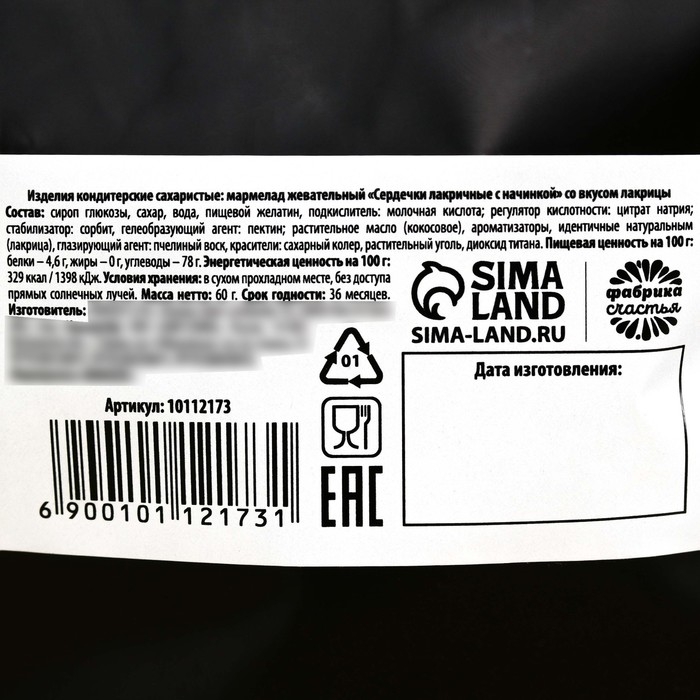 Изделия кондитерские сахаристые: мармелад жевательный «Сердечки лакричные с начинкой» со вкусом лакрицы
Состав: сироп глюкозы, сахар, вода, пищевой желатин, подкислитель: молочная кислота; регулятор кислотности: цитрат натрия;
стабилизатор: сорбит, гелеобразующий агент: пектин; растительное масло (кокосовое), ароматизаторы, идентичные натуральным
(лакрица), глазирующий агент: пчелиный воск, красители: сахарный колер, растительный уголь, диоксид титана. Пищевая ценность на 100 г:
белки – 4,6 г, жиры – 0 г, углеводы – 78 г. Энергетическая ценность на 100 г:
329 ккал / 1398 кДж. Условия хранения: в сухом прохладном месте, без доступа
прямых солнечных лучей. Масса нетто: 60 г. Срок годности: 36 месяцев.
Изготовитель:
SIMA
LAND
SIMA-LAND.RU
фабрика
счастья
01
Дата изготовления:
Артикул: 10112173
6 900101 121731
EAC